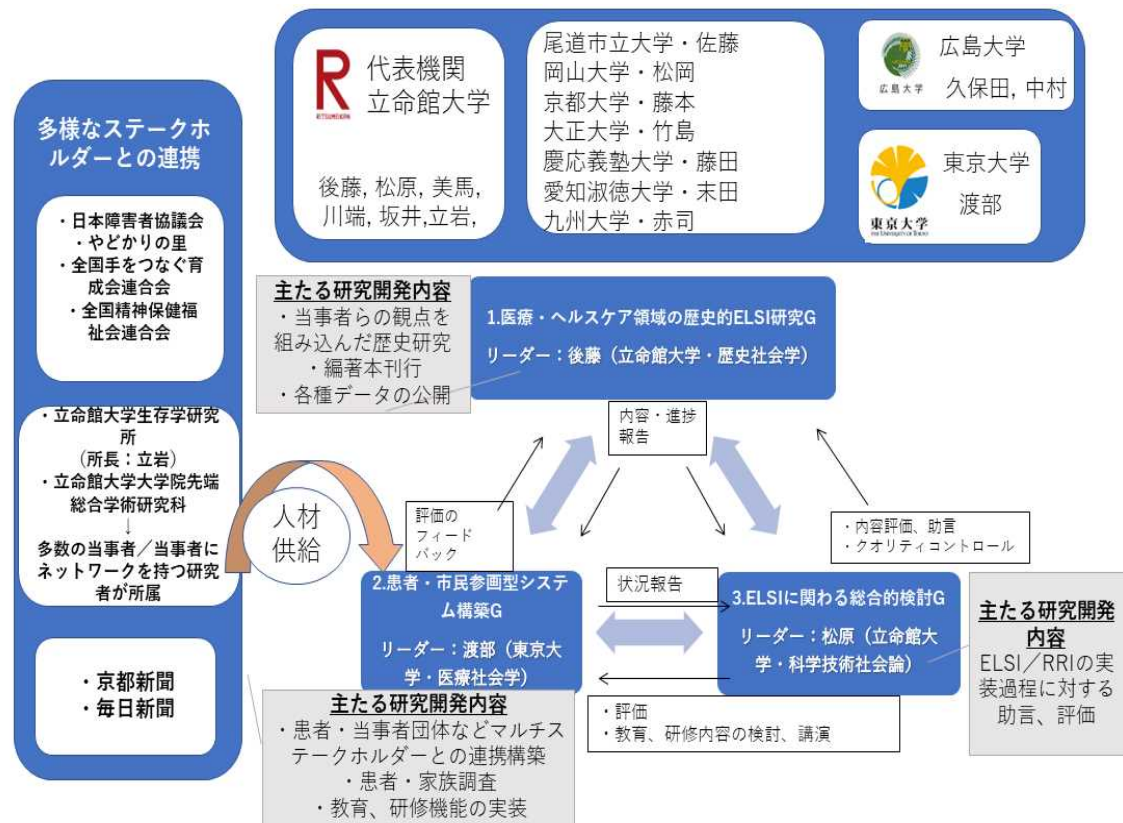 多様なステークホ
ルダーとの連携
・日本障害者協議会
・やどかりの里
・全国手をつなぐ育
成会連合会
・全国精神保健福
祉会連合会
・立命館大学生存学研究
所
(所長：立岩)
・立命館大学大学院先端
総合学術研究科
↓
多数の当事者／当事者に
ネットワークを持つ研究
者が所属
・京都新聞
・毎日新聞
R
RITSUMEIKAN
代表機関
立命館大学
後藤, 松原, 美馬,
川端, 坂井,立岩,
尾道市立大学・佐藤
岡山大学・松岡
京都大学・藤本
大正大学・竹島
慶応義塾大学・藤田
愛知淑徳大学・末田
九州大学・赤司
広島大学
広島大学
久保田, 中村
東京大学
THE UNIVERSITY OF TOKYO
東京大学
渡部
主たる研究開発内容
・当事者らの観点を
組み込んだ歴史研究
・編著本刊行
・各種データの公開
1.医療・ヘルスケア領域の歴史的ELSI研究G
リーダー：後藤（立命館大学・歴史社会学）
内容・進捗
報告
人材
供給
評価の
フィード
バック
・内容評価、助言
・クオリティコントロール
2.患者・市民参画型システ
ム構築G
リーダー：渡部（東京大
学・医療社会学）
状況報告
3.ELSIに関わる総合的検討G
リーダー：松原（立命館大
学・科学技術社会論）
主たる研究開発
内容
ELSI／RRIの実
装過程に対する
助言、評価
・評価
・教育、研修内容の検討、講演
主たる研究開発内容
・患者・当事者団体などマルチス
テークホルダーとの連携構築
・患者・家族調査
・教育、研修機能の実装